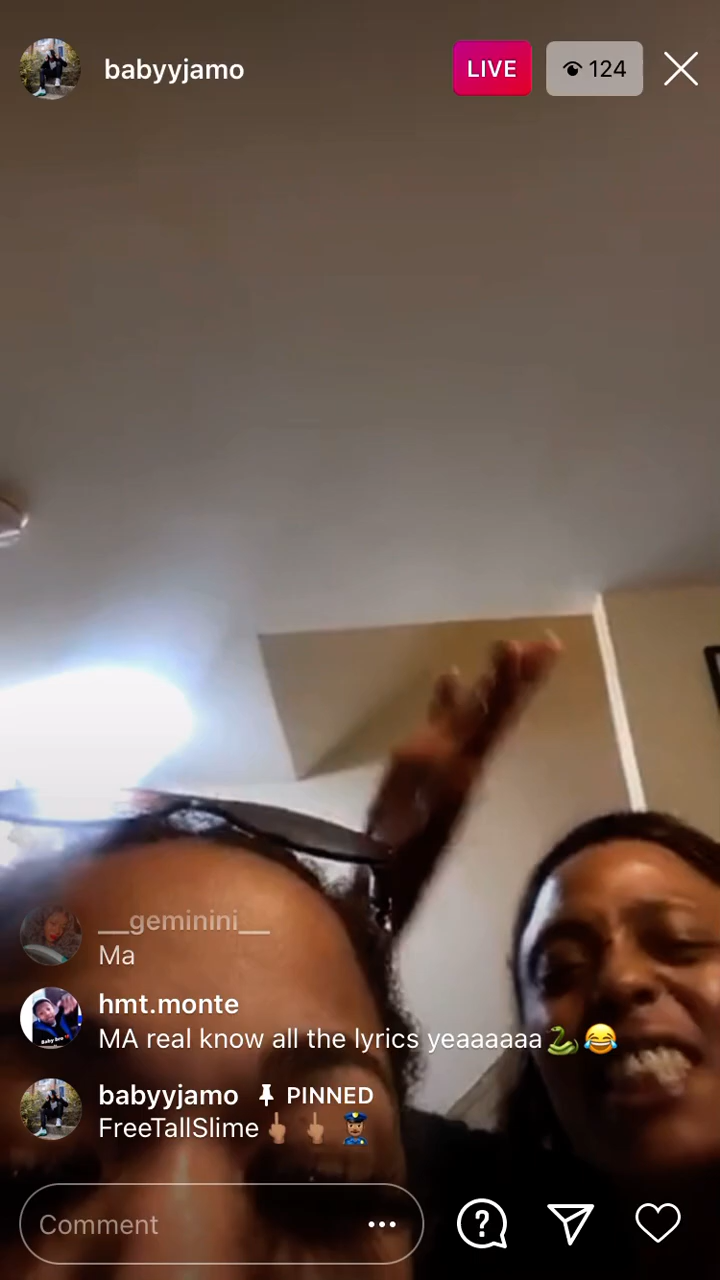 babyyjamo
LIVE
124
__geminini__
Ma
hmt.monte
MA real know all the lyrics yeaaaaaa🐍😂
babyyjamo PINNED
FreeTallSlime🖕🏽🖕🏽👮🏽‍♂️
Comment